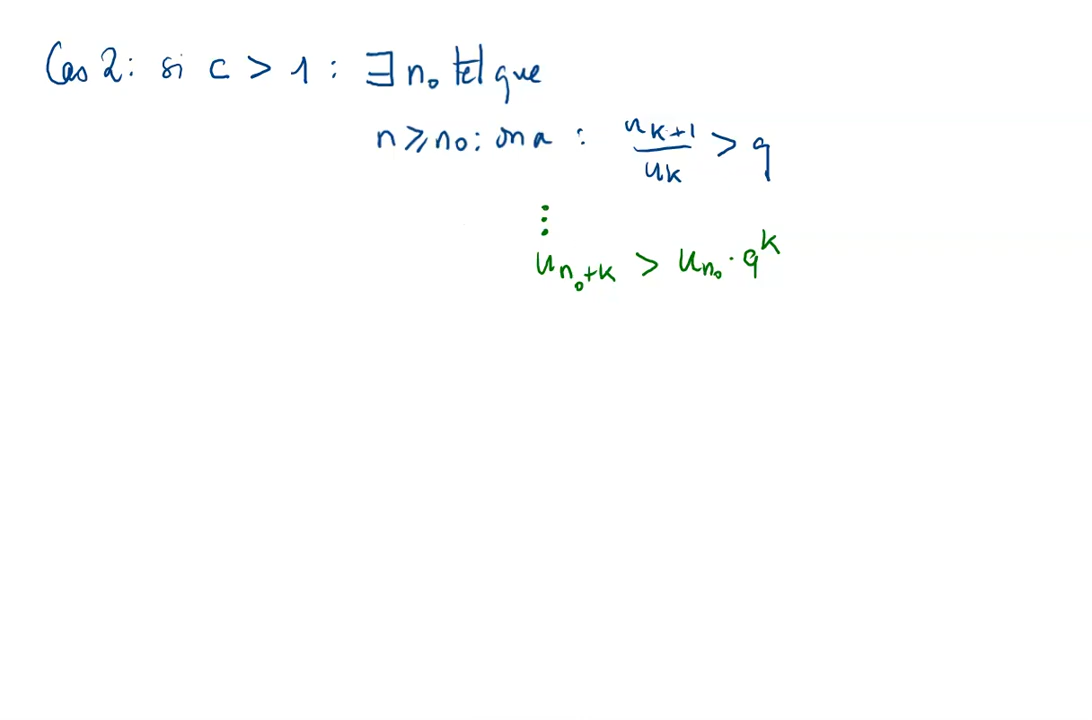 Cas 2: si c > 1 : ∃ n₀ tel que
n ≥ n₀ : on a : u_{k+1}/u_k > q
⋮
u_{n₀+k} > u_{n₀} · q^k